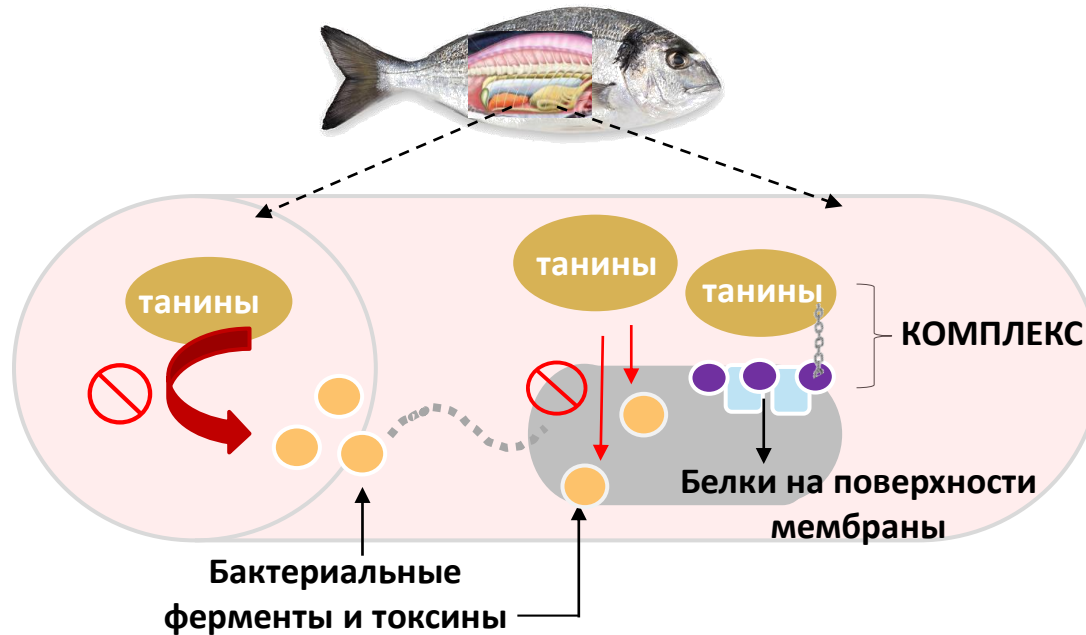 танины
танины
танины
КОМПЛЕКС
Белки на поверхности
мембраны
Бактериальные
ферменты и токсины